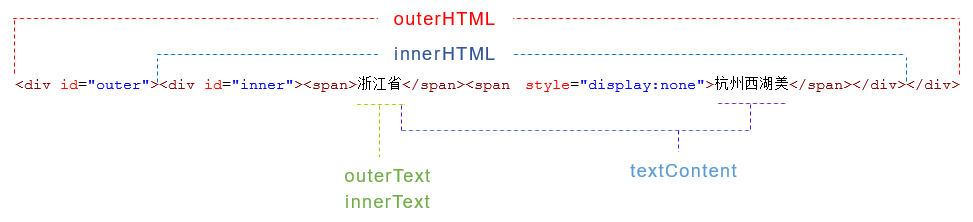 outerHTML
innerHTML
<div id="outer"><div id="inner"><span>浙江省</span><span style="display:none">杭州西湖美</span></div></div>
outerText
textContent
innerText